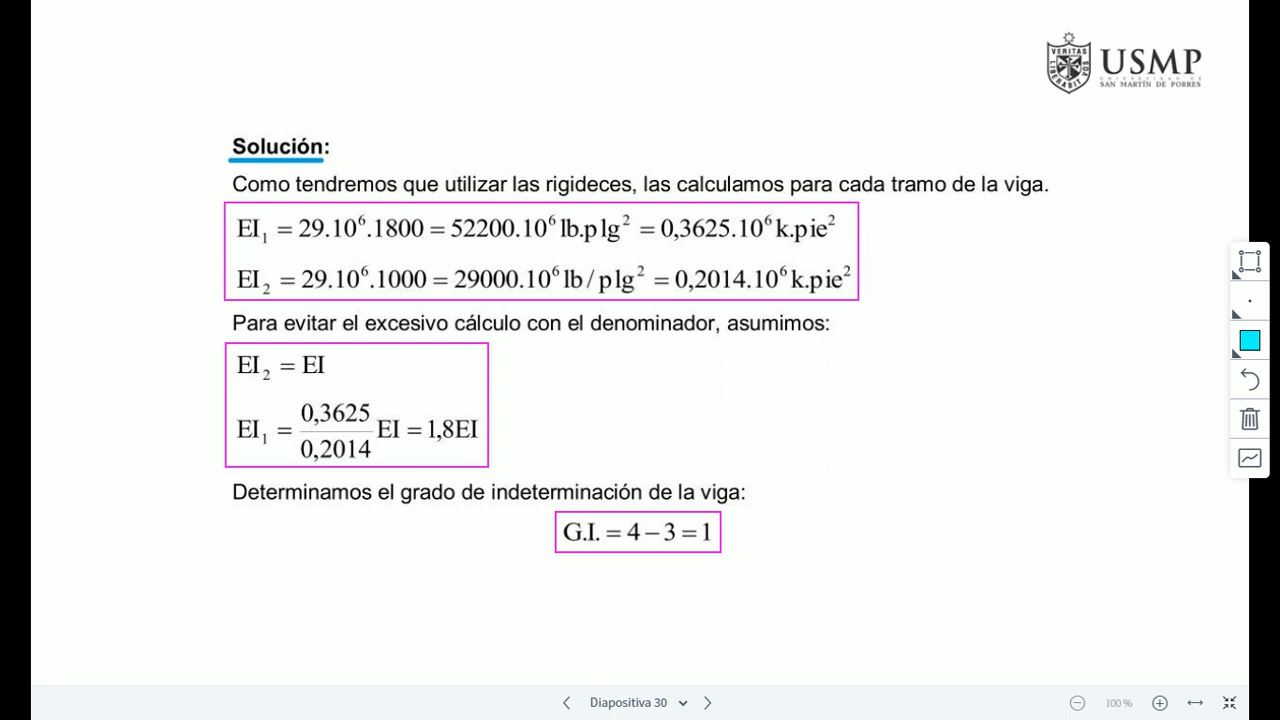 VERITAS
LIBERABIT VOS
USMP
UNIVERSIDAD DE
SAN MARTÍN DE PORRES
Solución:
Como tendremos que utilizar las rigideces, las calculamos para cada tramo de la viga.
EI₁ = 29.10⁶.1800 = 52200.10⁶ lb.plg² = 0,3625.10⁶ k.pie²
EI₂ = 29.10⁶.1000 = 29000.10⁶ lb/plg² = 0,2014.10⁶ k.pie²
Para evitar el excesivo cálculo con el denominador, asumimos:
EI₂ = EI
EI₁ = 0,3625/0,2014 EI = 1,8EI
Determinamos el grado de indeterminación de la viga:
G.I. = 4 − 3 = 1
Diapositiva 30
100 %